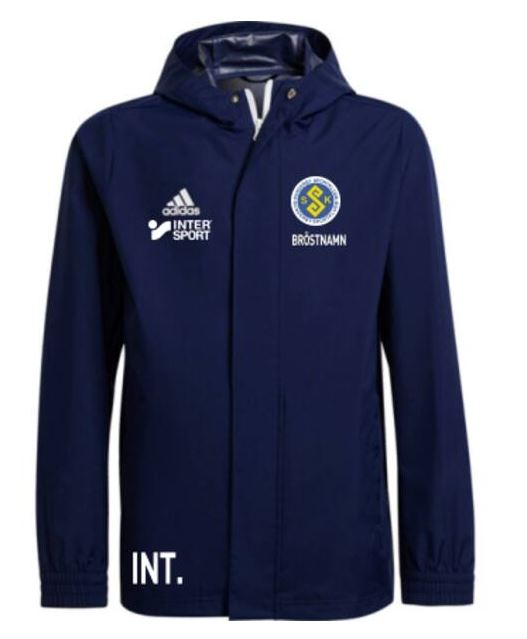 adidas
INTER
SPORT
S K
BRÖSTNAMN
INT.